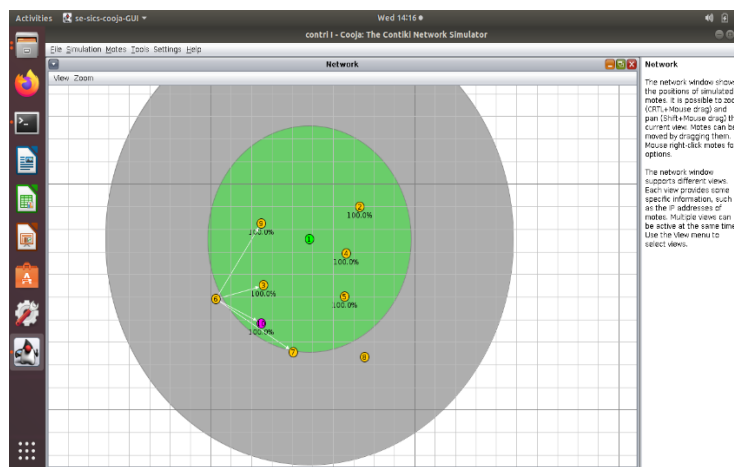 Activities se-sics-cooja-GUI Wed 14:16
contri I - Cooja: The Contiki Network Simulator
File Simulation Motes Tools Settings Help
Network
View Zoom
Network
The network window shows
the positions of simulated
motes. It is possible to zoo
(CRTL+Mouse drag) and
pan (Shift+Mouse drag) th
current view. Motes can be
moved by dragging them.
Mouse right-click motes fo
options.
The network window
supports different views.
Each view provides some
specific information, such
as the IP addresses of
motes. Multiple views can
be active at the same time
Use the View menu to
select views.
2
100.0%
9
100.0%
1
4
100.0%
3
100.0%
5
100.0%
6
100.0%
7
8